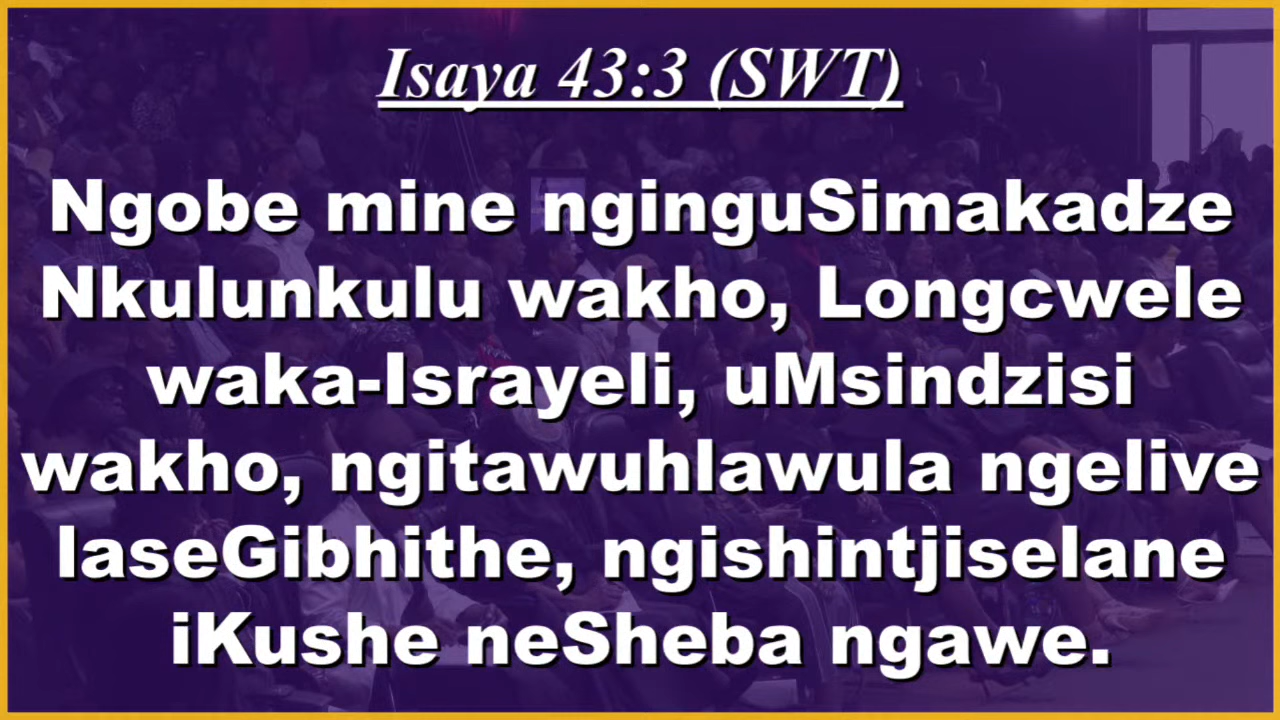 Isaya 43:3 (SWT)
Ngobe mine nginguSimakadze
Nkulunkulu wakho, Longcwele
waka-Israyeli, uMsindzisi
wakho, ngitawuhlawula ngelive
laseGibhithe, ngishintjiselane
iKushe neSheba ngawe.